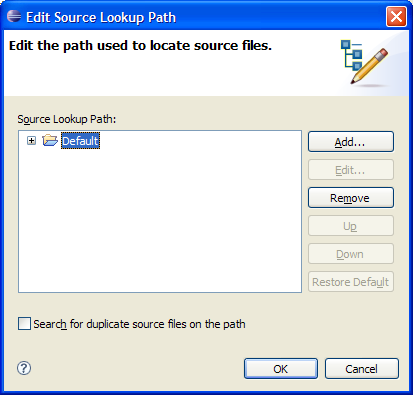 Edit Source Lookup Path
Edit the path used to locate source files.
Source Lookup Path:
Default
Add...
Edit...
Remove
Up
Down
Restore Default
Search for duplicate source files on the path
?
OK
Cancel